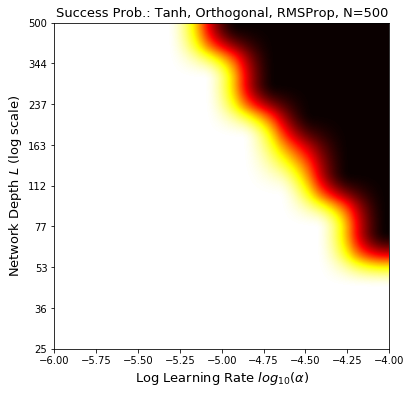 Success Prob.: Tanh, Orthogonal, RMSProp, N=500
Network Depth L (log scale)
500
344
237
163
112
77
53
36
25
−6.00 −5.75 −5.50 −5.25 −5.00 −4.75 −4.50 −4.25 −4.00
Log Learning Rate log₁₀(α)